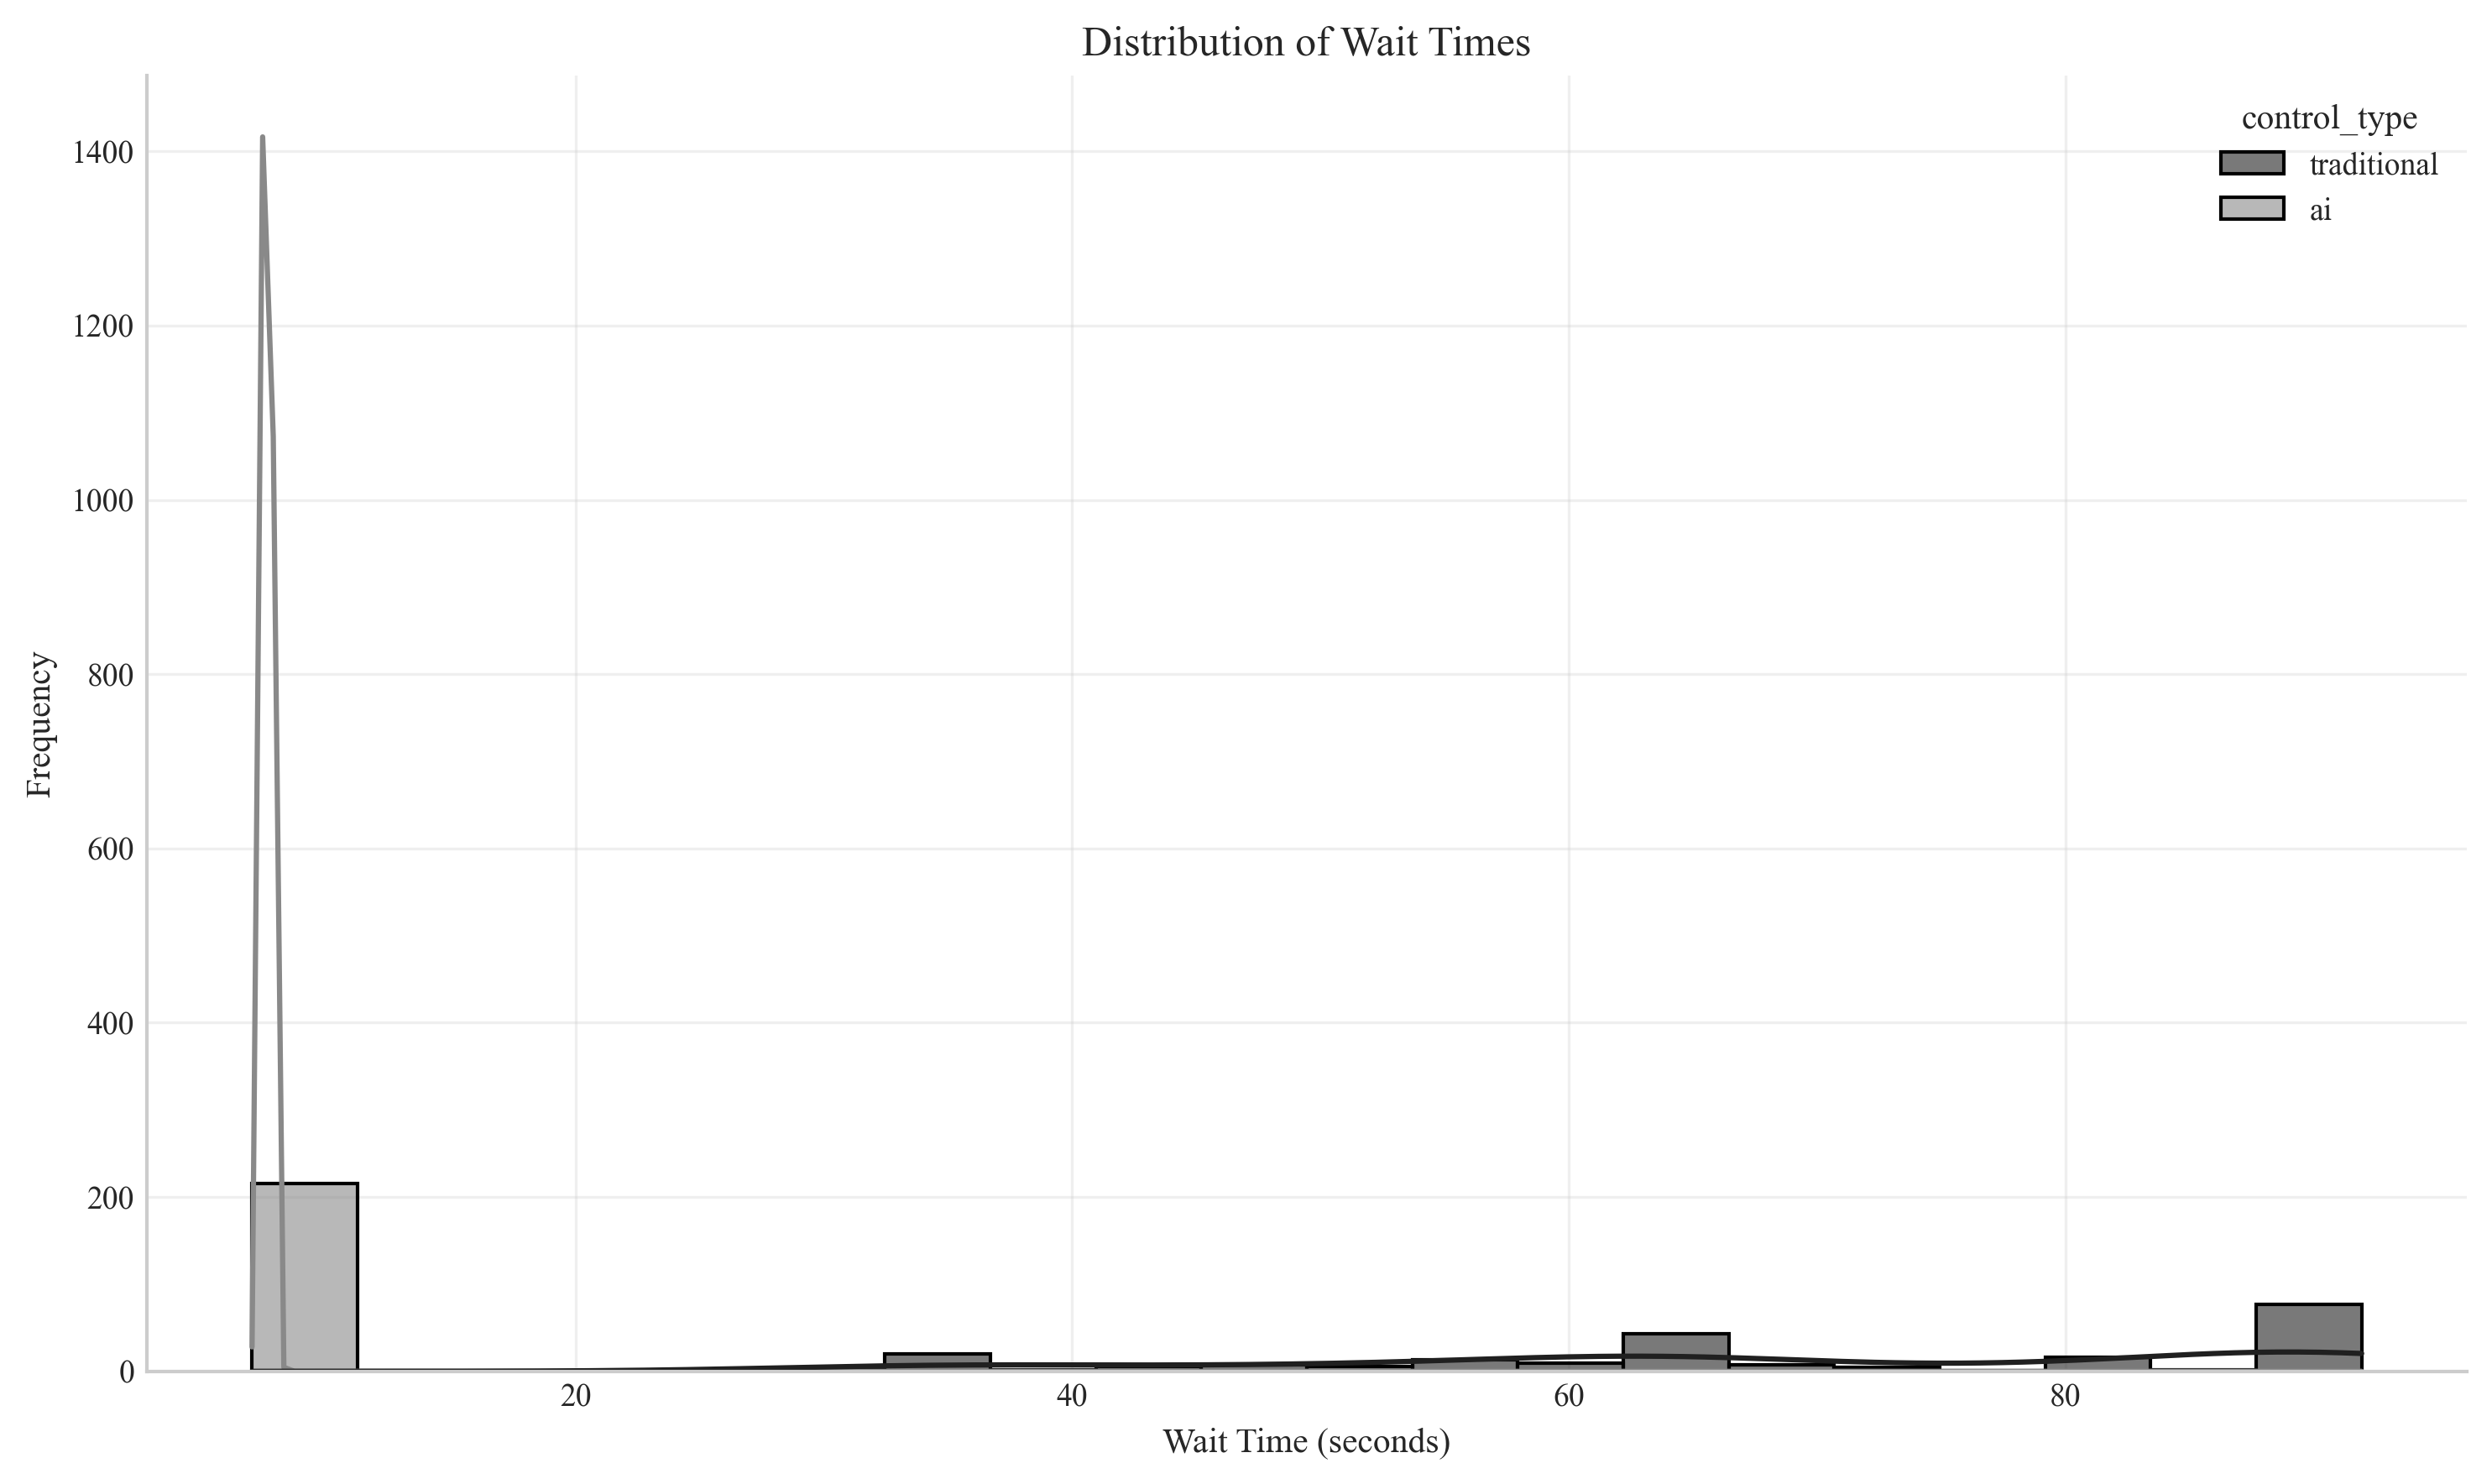 Distribution of Wait Times
control_type
traditional
ai
1400
1200
1000
800
600
400
200
0
Frequency
20
40
60
80
Wait Time (seconds)